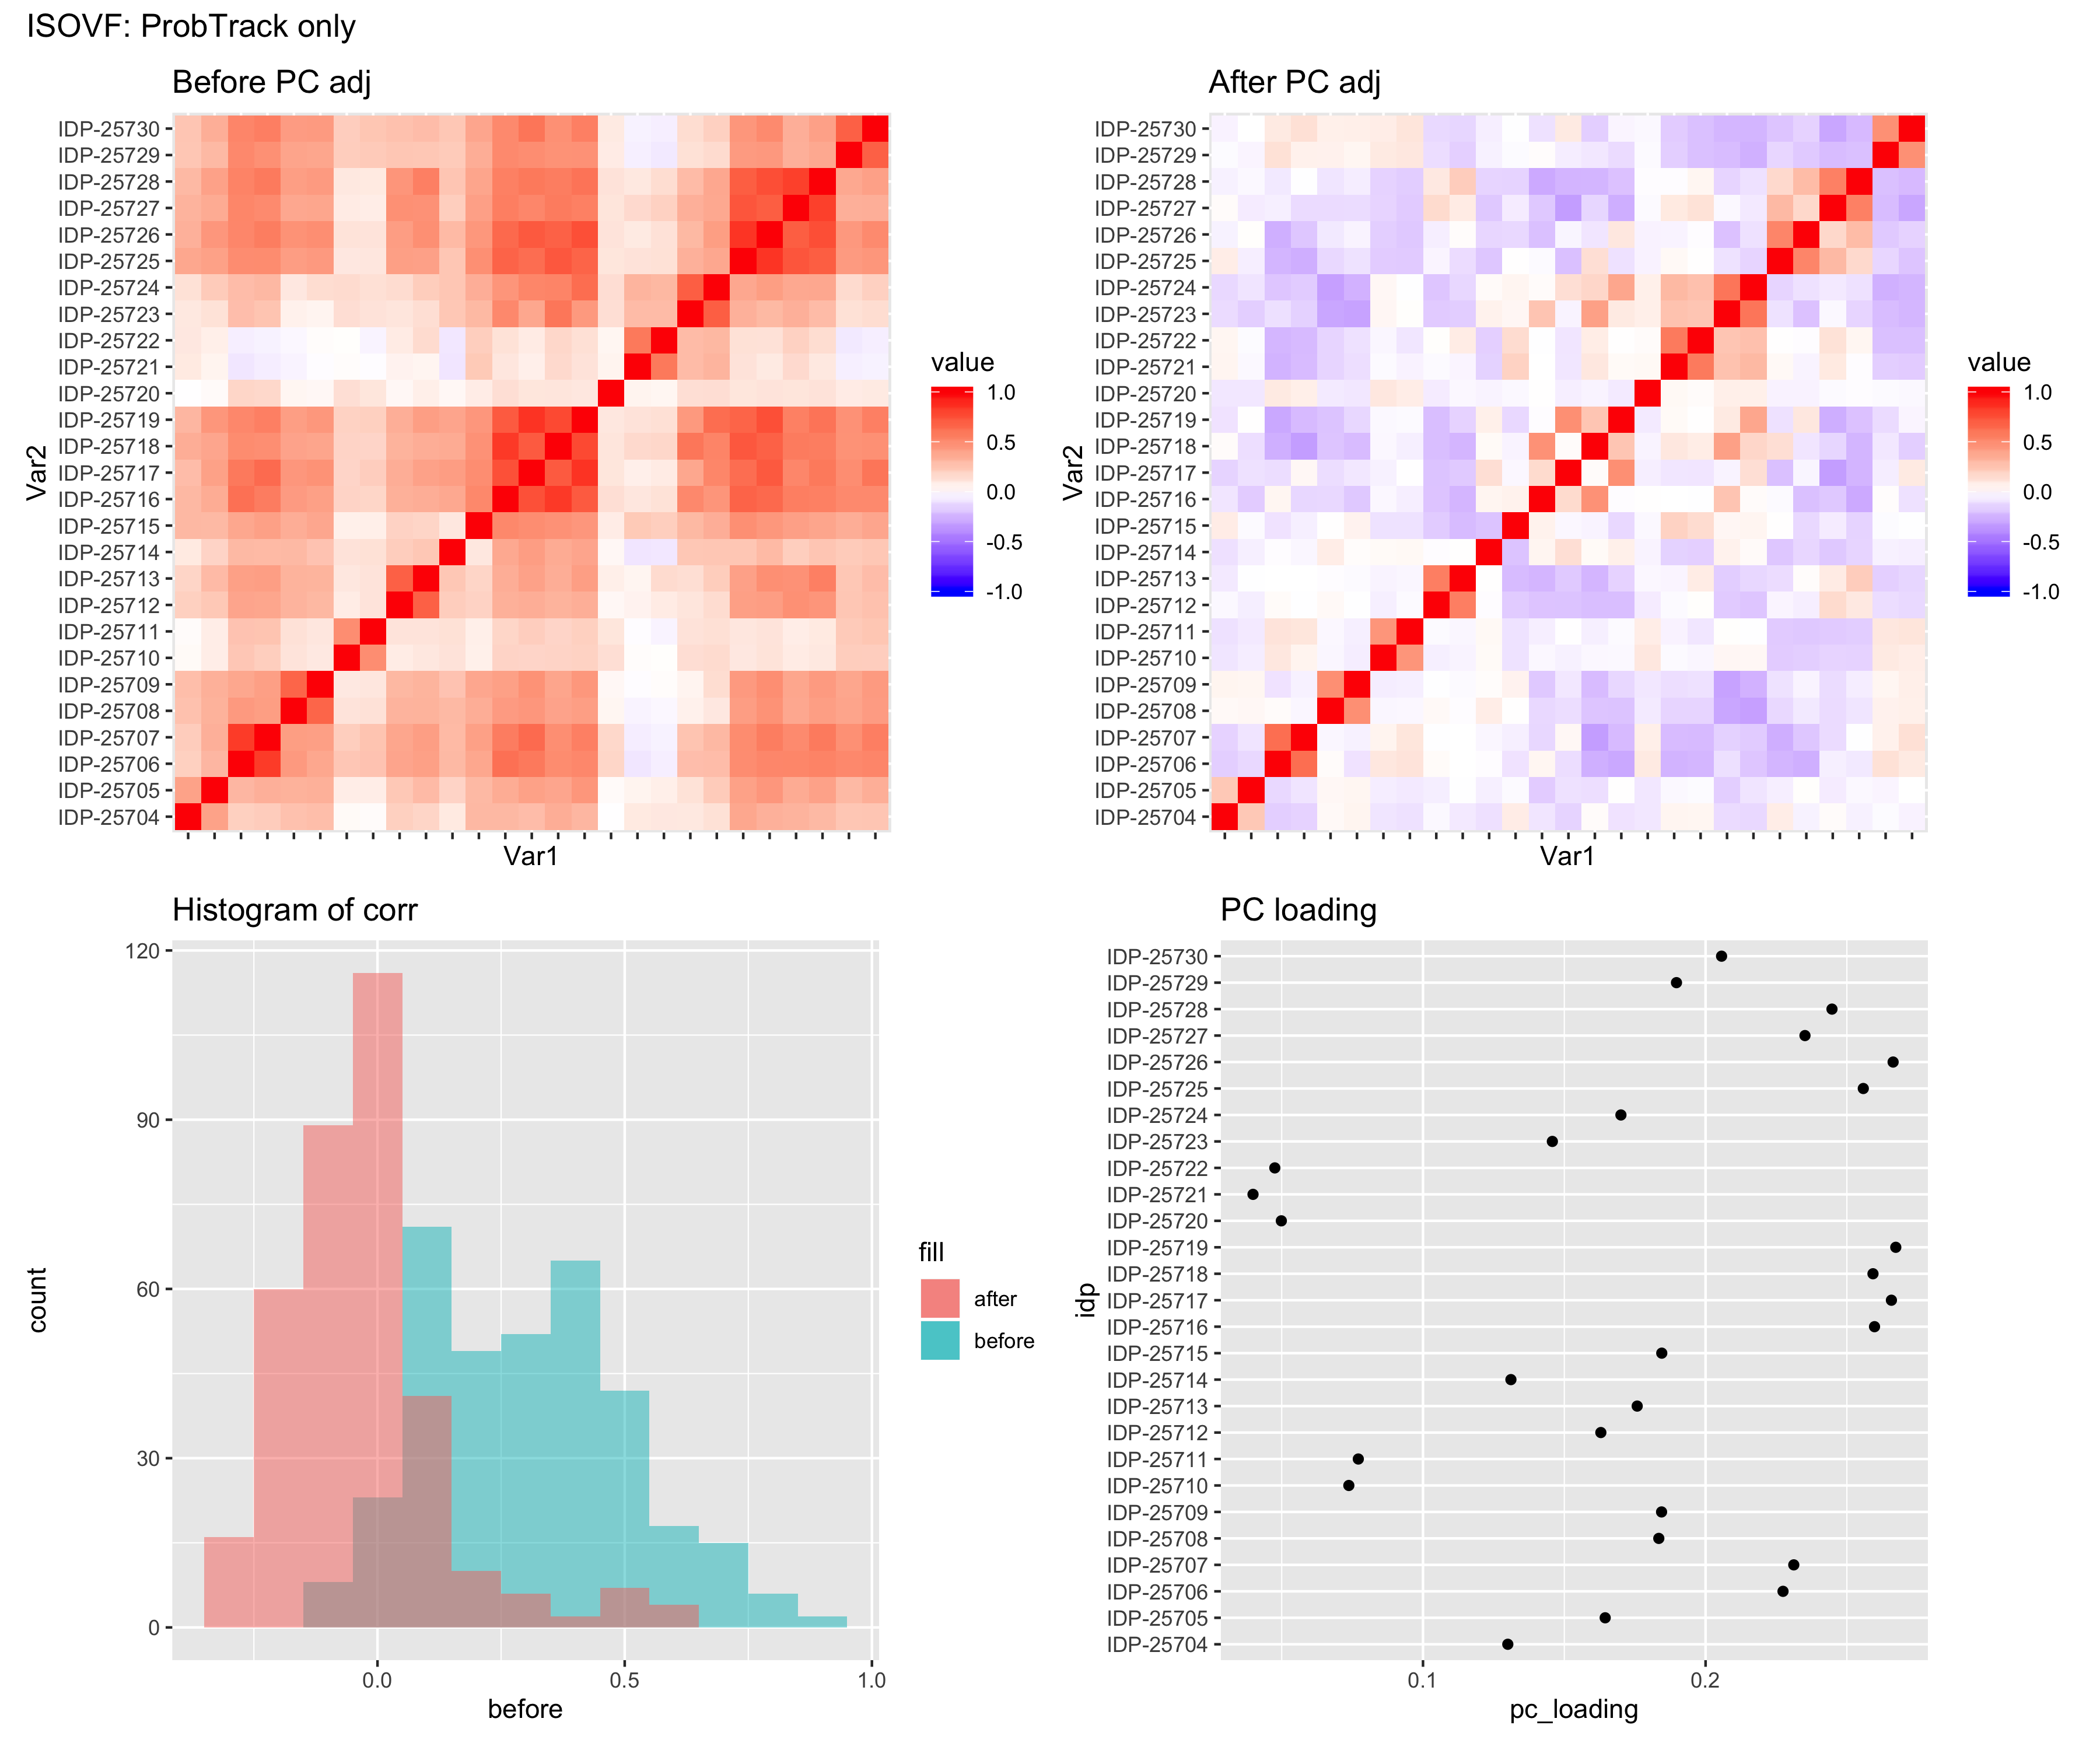 ISOVF: ProbTrack only
Before PC adj
IDP-25730
IDP-25729
IDP-25728
IDP-25727
IDP-25726
IDP-25725
IDP-25724
IDP-25723
IDP-25722
IDP-25721
IDP-25720
IDP-25719
IDP-25718
IDP-25717
IDP-25716
IDP-25715
IDP-25714
IDP-25713
IDP-25712
IDP-25711
IDP-25710
IDP-25709
IDP-25708
IDP-25707
IDP-25706
IDP-25705
IDP-25704
Var2
Var1
value
1.0
0.5
0.0
-0.5
-1.0
After PC adj
IDP-25730
IDP-25729
IDP-25728
IDP-25727
IDP-25726
IDP-25725
IDP-25724
IDP-25723
IDP-25722
IDP-25721
IDP-25720
IDP-25719
IDP-25718
IDP-25717
IDP-25716
IDP-25715
IDP-25714
IDP-25713
IDP-25712
IDP-25711
IDP-25710
IDP-25709
IDP-25708
IDP-25707
IDP-25706
IDP-25705
IDP-25704
Var2
Var1
value
1.0
0.5
0.0
-0.5
-1.0
Histogram of corr
120
90
60
30
0
count
0.0 0.5 1.0
before
fill
after
before
PC loading
IDP-25730
IDP-25729
IDP-25728
IDP-25727
IDP-25726
IDP-25725
IDP-25724
IDP-25723
IDP-25722
IDP-25721
IDP-25720
IDP-25719
IDP-25718
IDP-25717
IDP-25716
IDP-25715
IDP-25714
IDP-25713
IDP-25712
IDP-25711
IDP-25710
IDP-25709
IDP-25708
IDP-25707
IDP-25706
IDP-25705
IDP-25704
idp
0.1 0.2
pc_loading